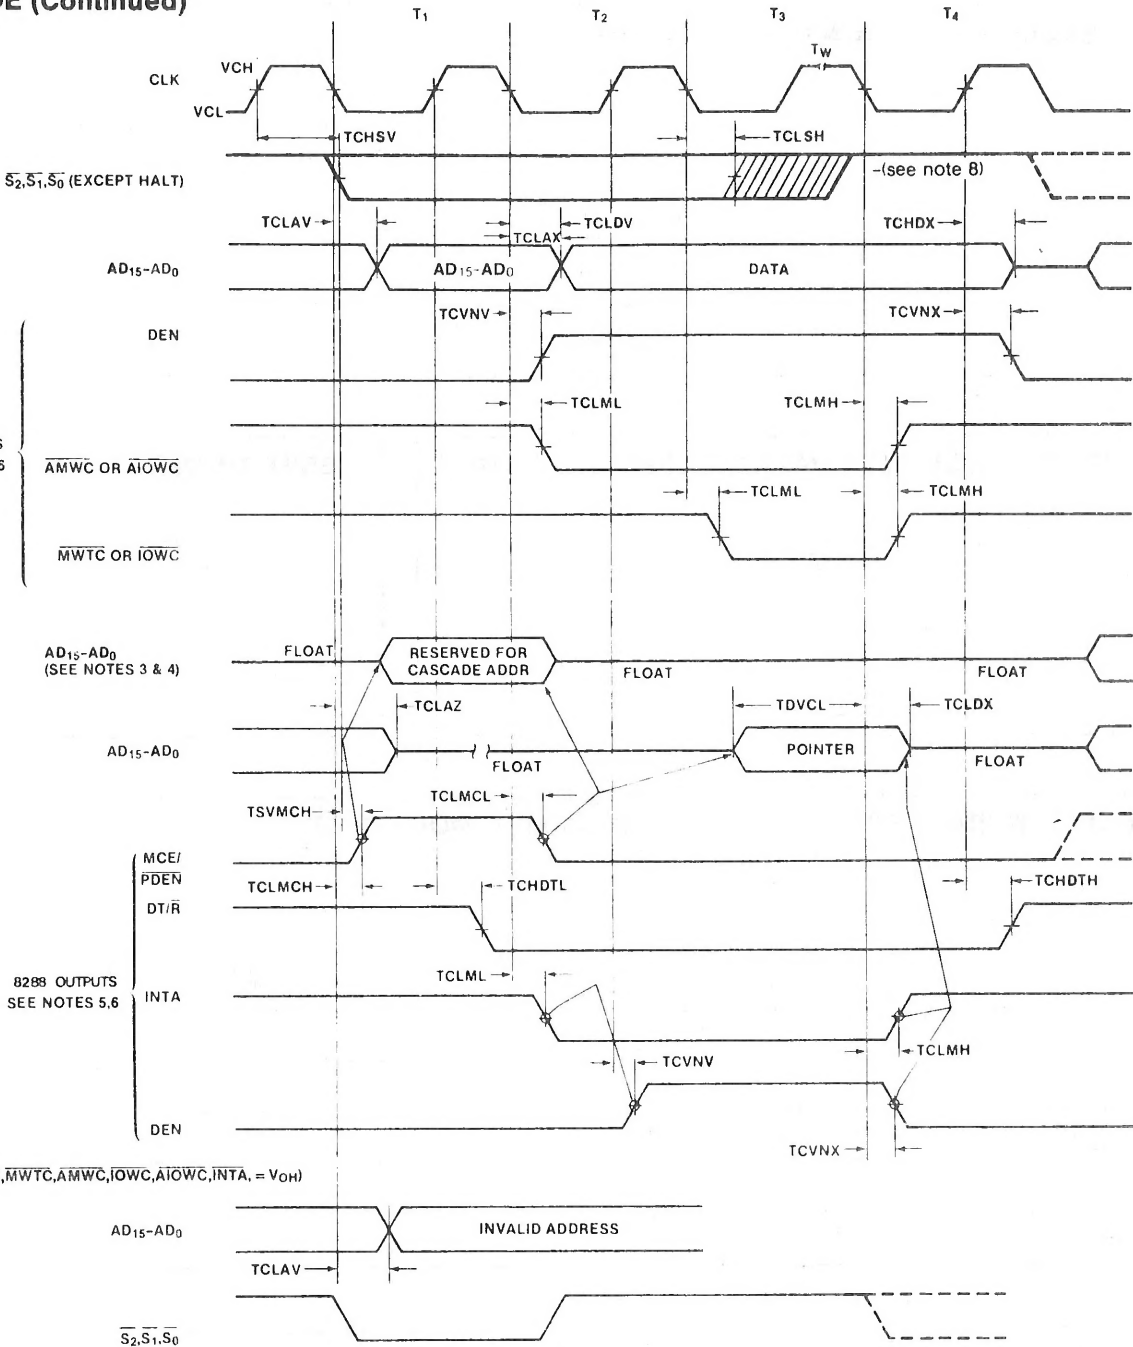 DE (Continued)
T1 T2 T3 T4
TW
CLK VCH
VCL
TCHSV TCLSH
S2,S1,S0 (EXCEPT HALT) -(see note 8)
TCLAV TCLDV TCHDX
TCLAX
AD15-AD0 AD15-AD0 DATA
TCVNV TCVNX
DEN
TCLML TCLMH
S
6
AMWC OR AIOWC
TCLML TCLMH
MWTC OR IOWC
AD15-AD0 FLOAT RESERVED FOR
(SEE NOTES 3 & 4) CASCADE ADDR FLOAT FLOAT
TCLAZ TDVCL TCLDX
AD15-AD0 POINTER
FLOAT FLOAT
TCLMCL
TSVMCH
MCE/
PDEN
TCLMCH TCHDTL TCHDTH
DT/R
TCLML
8288 OUTPUTS
SEE NOTES 5,6
INTA
TCLMH
TCVNV
DEN
TCVNX
,MWTC,AMWC,IOWC,AIOWC,INTA, = VOH)
AD15-AD0 INVALID ADDRESS
TCLAV
S2,S1,S0